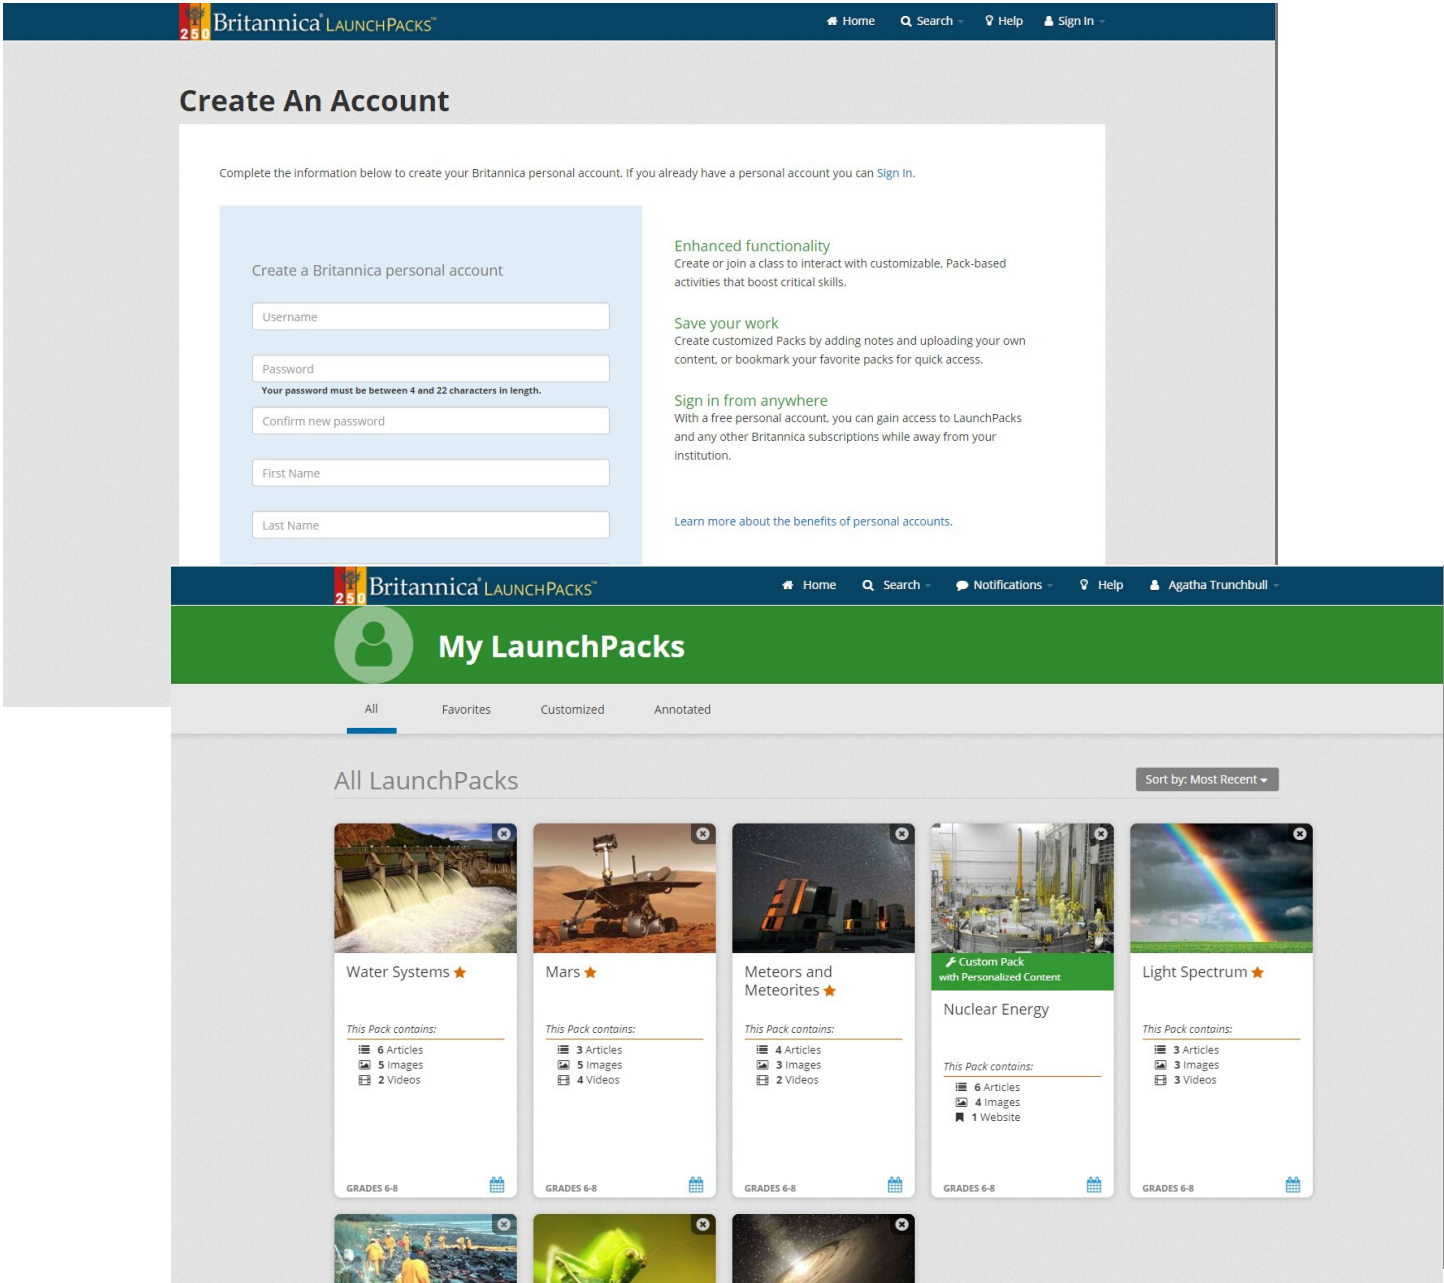 250 Britannica® LAUNCHPACKS™
Home Search Help Sign In
Create An Account
Complete the information below to create your Britannica personal account. If you already have a personal account you can Sign In.
Create a Britannica personal account
Username
Password
Your password must be between 4 and 22 characters in length.
Confirm new password
First Name
Last Name
Enhanced functionality
Create or join a class to interact with customizable, Pack-based
activities that boost critical skills.
Save your work
Create customized Packs by adding notes and uploading your own
content, or bookmark your favorite packs for quick access.
Sign in from anywhere
With a free personal account, you can gain access to LaunchPacks
and any other Britannica subscriptions while away from your
institution.
Learn more about the benefits of personal accounts.
250 Britannica® LAUNCHPACKS™
Home Search Notifications Help Agatha Trunchbull
My LaunchPacks
All Favorites Customized Annotated
All LaunchPacks
Sort by: Most Recent
Water Systems
This Pack contains:
6 Articles
5 Images
2 Videos
GRADES 6-8
Mars
This Pack contains:
3 Articles
5 Images
4 Videos
GRADES 6-8
Meteors and
Meteorites
This Pack contains:
4 Articles
3 Images
2 Videos
GRADES 6-8
Custom Pack
with Personalized Content
Nuclear Energy
This Pack contains:
6 Articles
4 Images
1 Website
GRADES 6-8
Light Spectrum
This Pack contains:
3 Articles
3 Images
3 Videos
GRADES 6-8